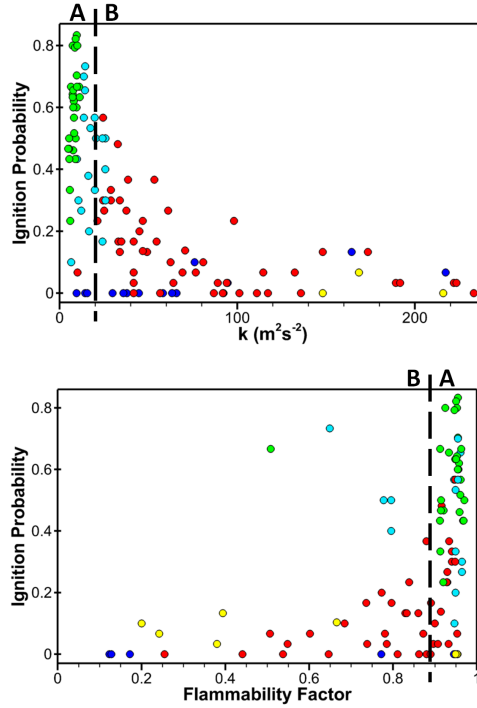 A B
0.8
0.6
0.4
0.2
0
Ignition Probability
0 100 200
k (m²s⁻²)
B A
0.8
0.6
0.4
0.2
0
Ignition Probability
0 0.2 0.4 0.6 0.8 1
Flammability Factor